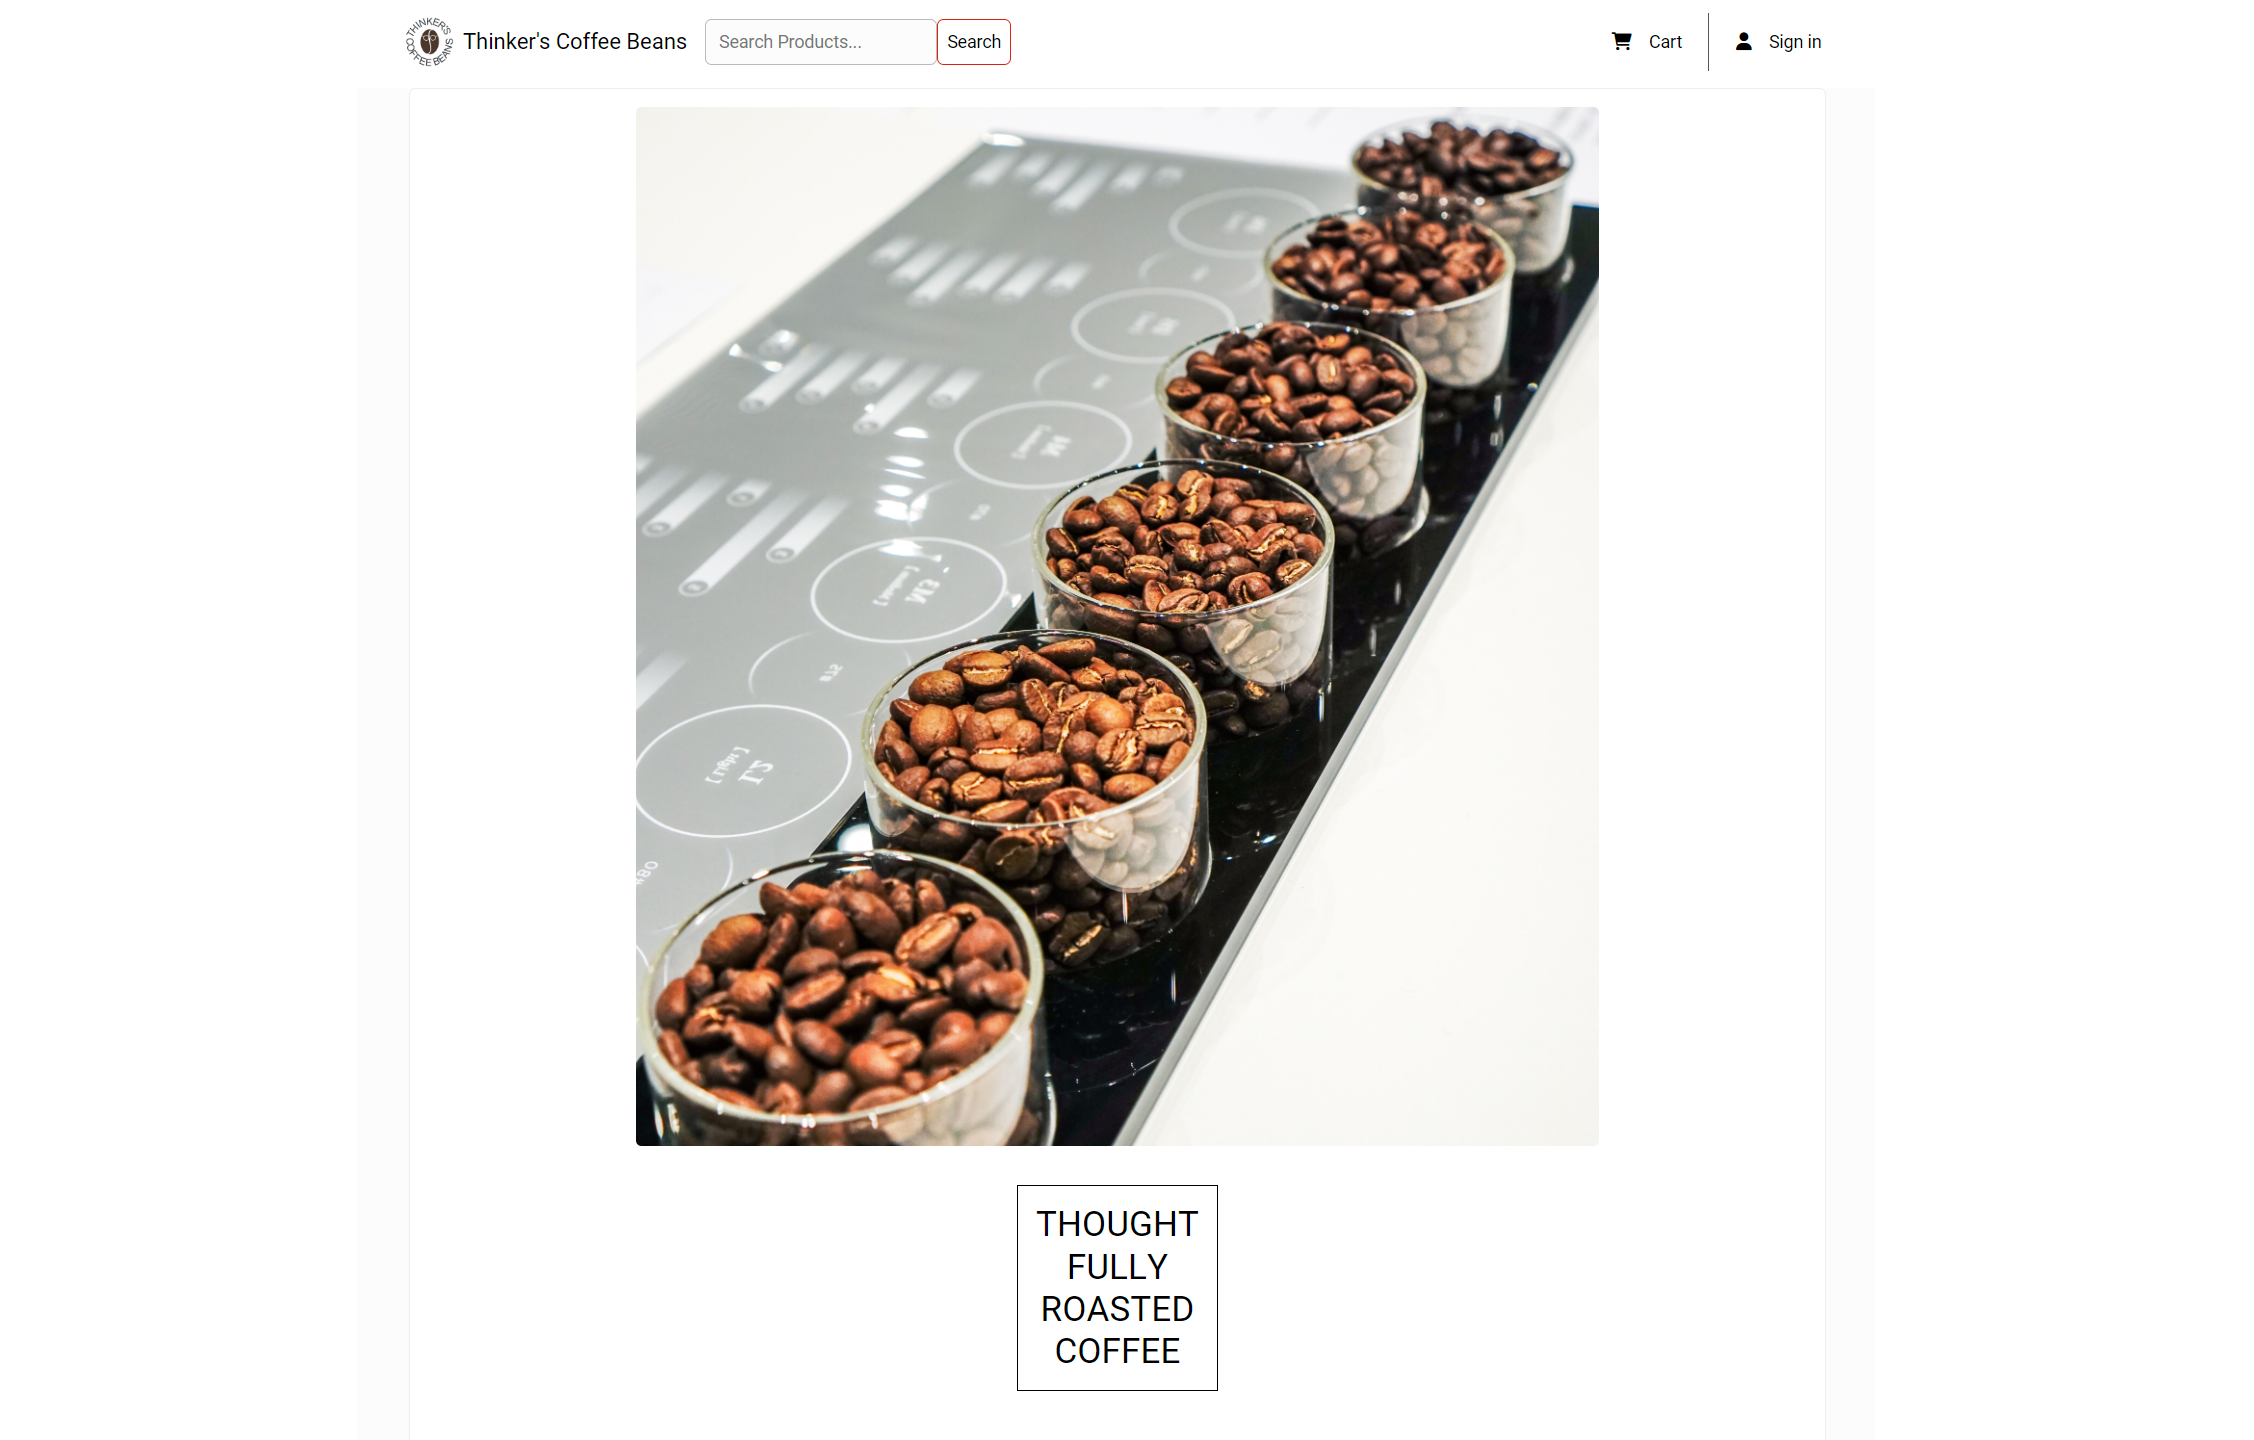 THINKER'S COFFEE BEANS
Thinker's Coffee Beans
Search Products...
Search
Cart
Sign in
THOUGHT
FULLY
ROASTED
COFFEE